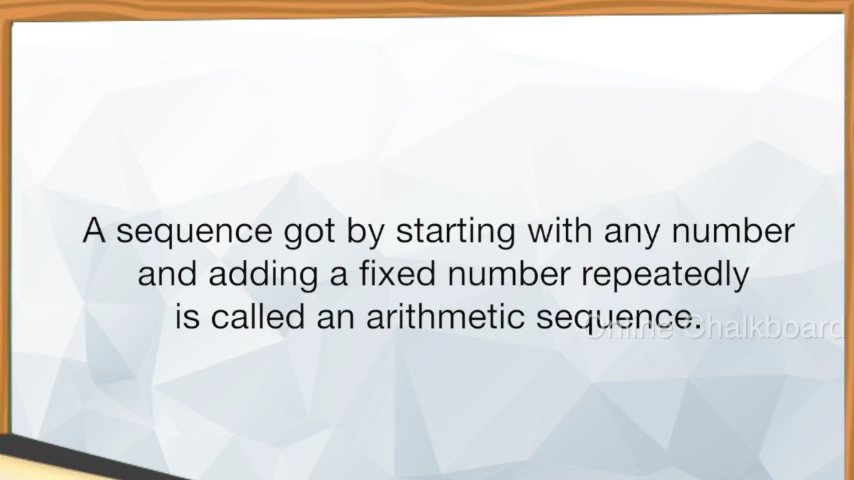 A sequence got by starting with any number
and adding a fixed number repeatedly
is called an arithmetic sequence.
Online Chalkboard